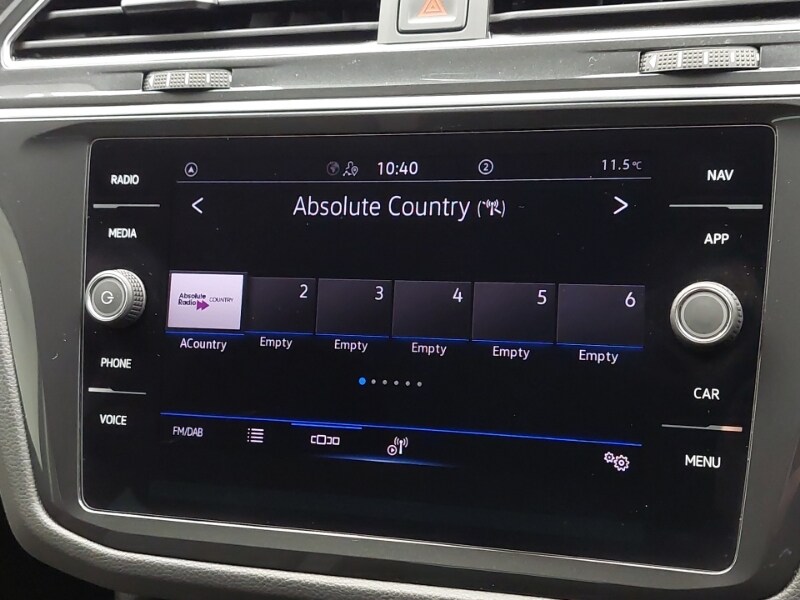 RADIO
MEDIA
PHONE
VOICE
10:40
2
11.5°C
< Absolute Country >
Absolute Radio COUNTRY
2
3
4
5
6
ACountry
Empty
Empty
Empty
Empty
Empty
FM/DAB
NAV
APP
CAR
MENU